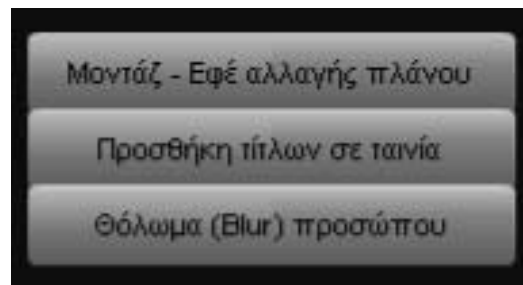 Μοντάζ - Εφέ αλλαγής πλάνου
Προσθήκη τίτλων σε ταινία
Θόλωμα (Blur) προσώπου